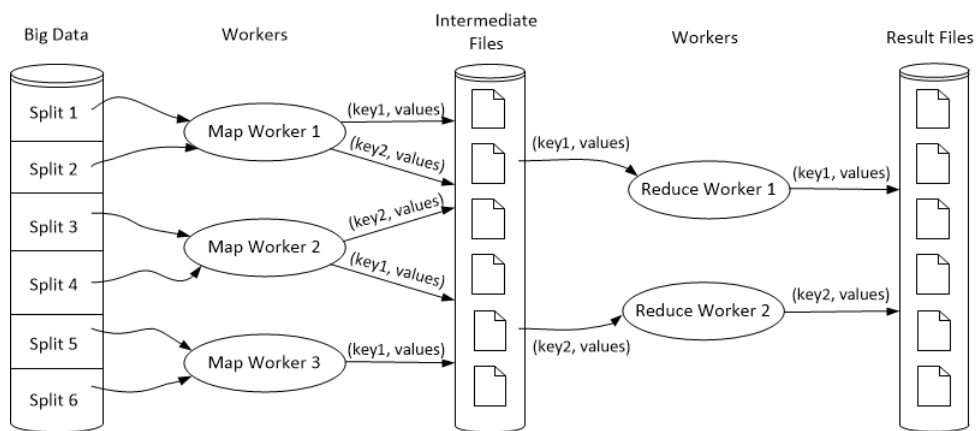 Big Data
Workers
Intermediate
Files
Workers
Result Files
Split 1
Split 2
Split 3
Split 4
Split 5
Split 6
Map Worker 1
Map Worker 2
Map Worker 3
(key1, values)
(key2, values)
(key2, values)
(key1, values)
(key1, values)
(key1, values)
(key2, values)
Reduce Worker 1
Reduce Worker 2
(key1, values)
(key2, values)